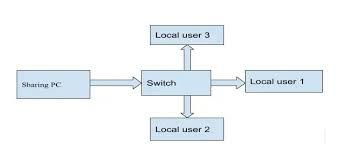 Local user 3
Sharing PC
Switch
Local user 1
Local user 2